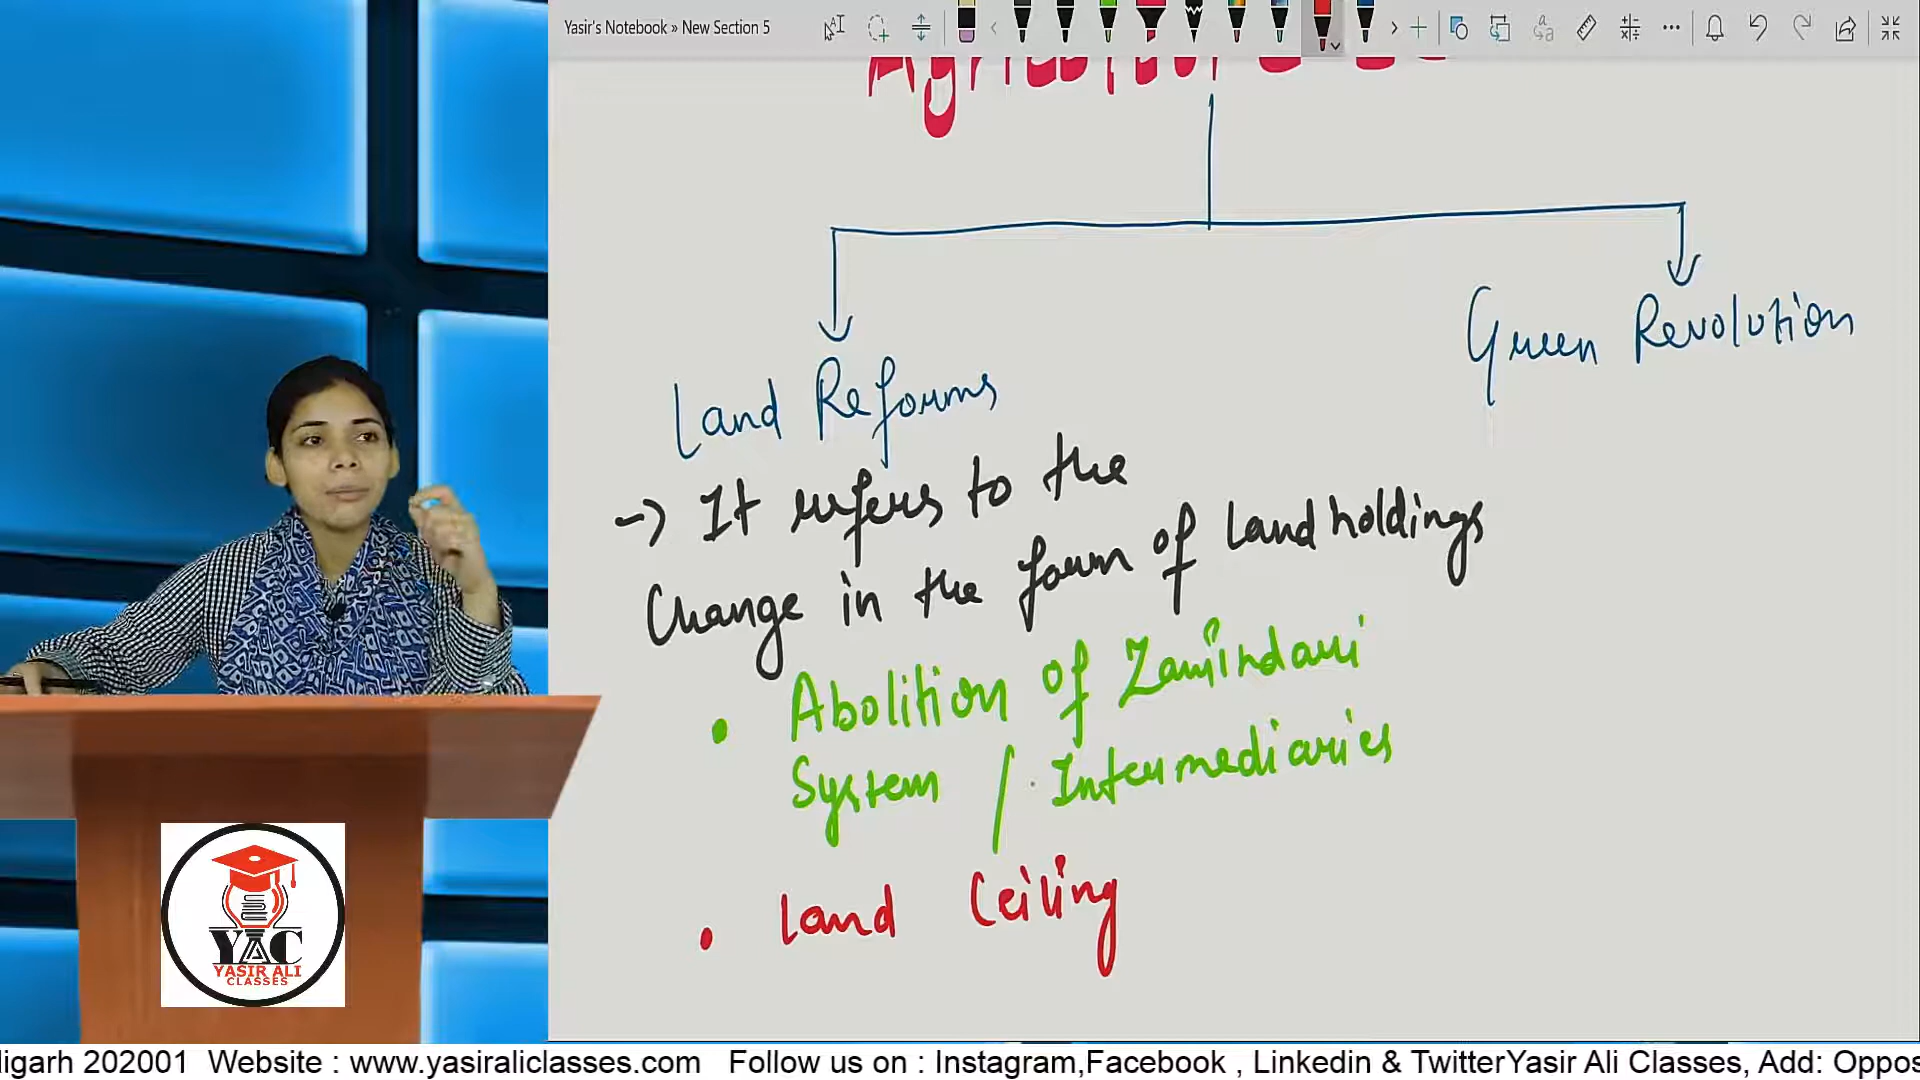 Yasir's Notebook » New Section 5
Agriculture
Land Reforms
Green Revolution
-> It refers to the
Change in the form of Landholdings
• Abolition of Zamindari
System / Intermediaries
• Land Ceiling
YAC
YASIR ALI
CLASSES
ligarh 202001 Website : www.yasiraliclasses.com Follow us on : Instagram,Facebook , Linkedin & TwitterYasir Ali Classes, Add: Oppos